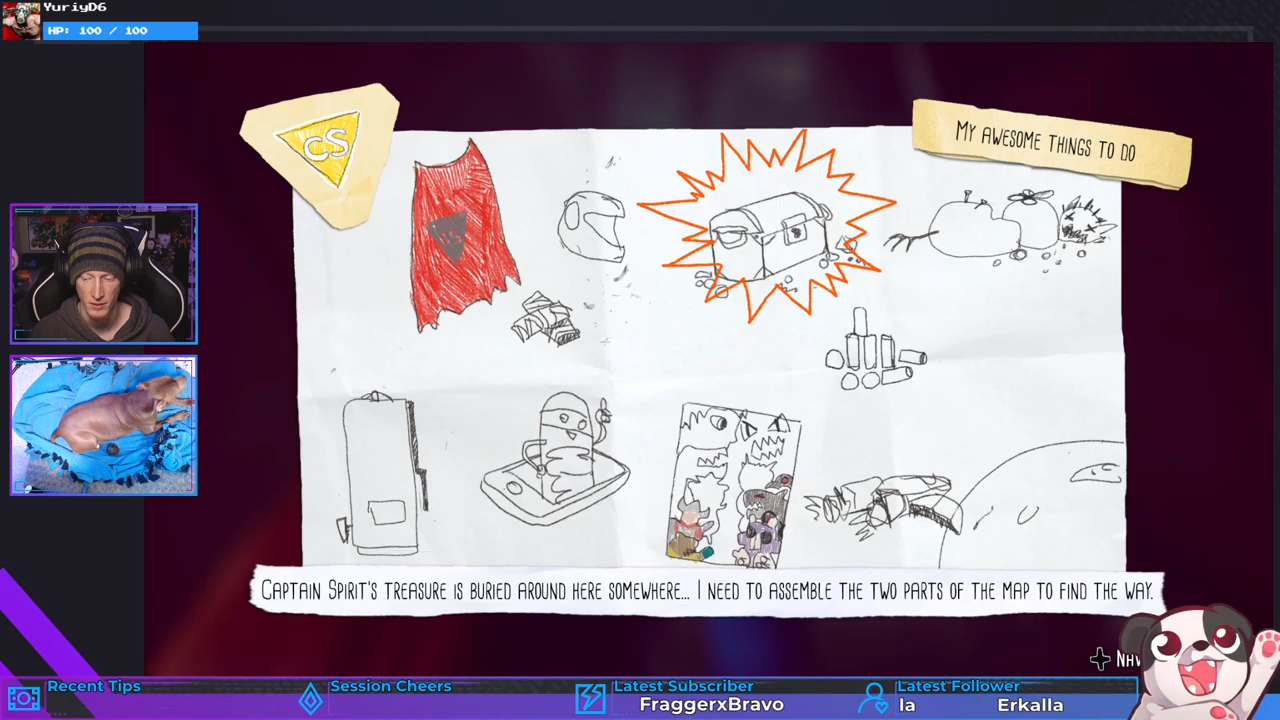 YuriyD6
HP: 100 / 100
CS
MY AWESOME THINGS TO DO
CS
CAPTAIN SPIRIT'S TREASURE IS BURIED AROUND HERE SOMEWHERE... I NEED TO ASSEMBLE THE TWO PARTS OF THE MAP TO FIND THE WAY.
Recent Tips
Session Cheers
Latest Subscriber
FraggerxBravo
Latest Follower
la Erkalla